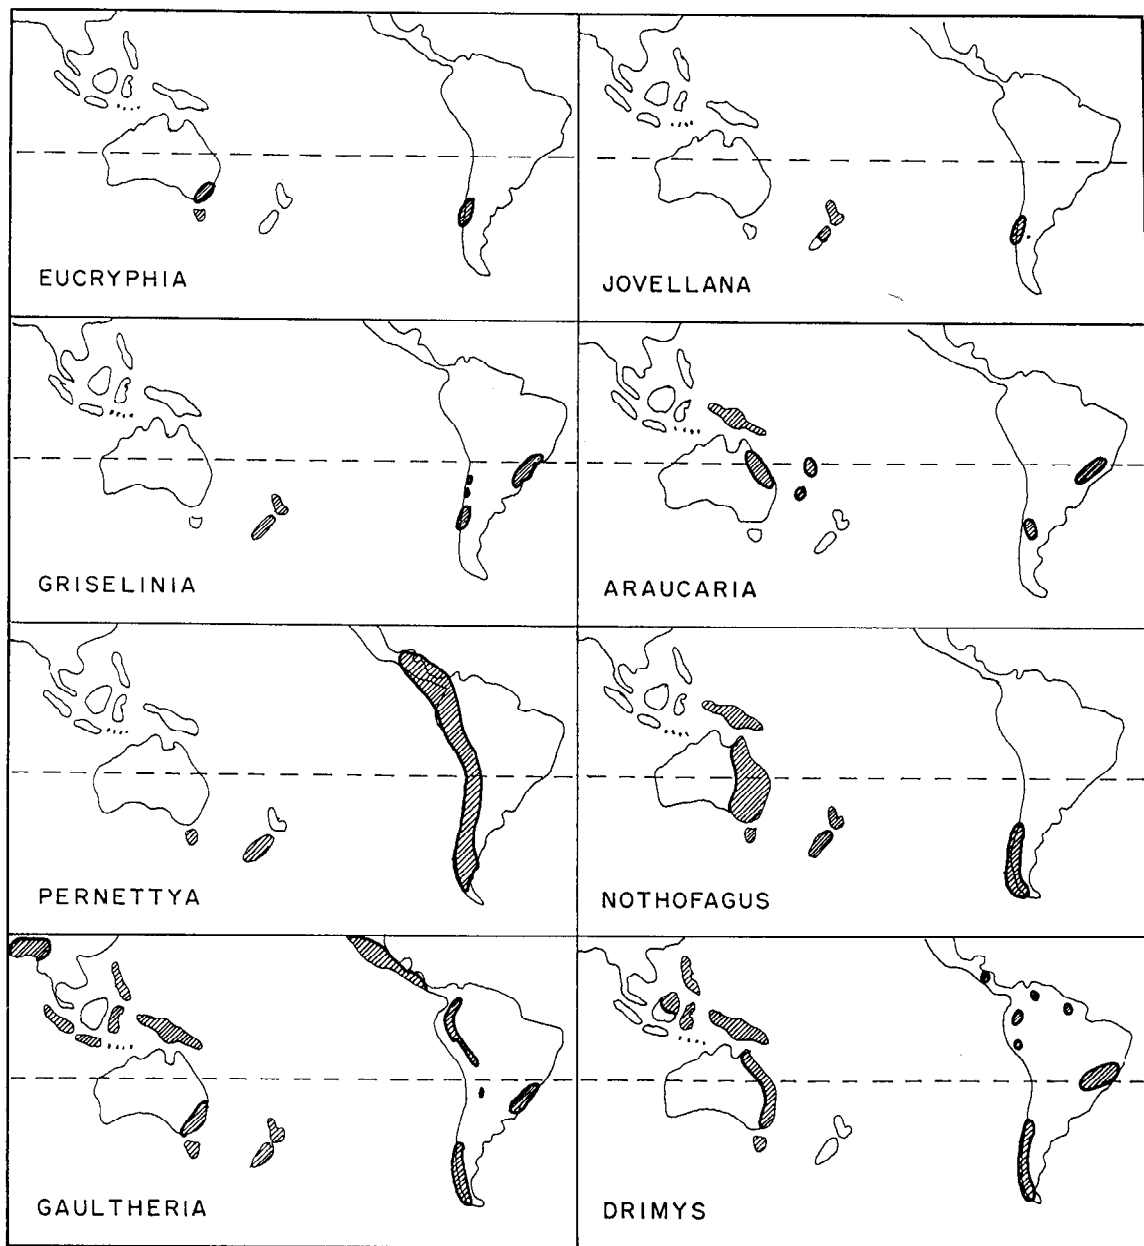 EUCRYPHIA
JOVELLANA
GRISELINIA
ARAUCARIA
PERNETTYA
NOTHOFAGUS
GAULTHERIA
DRIMYS